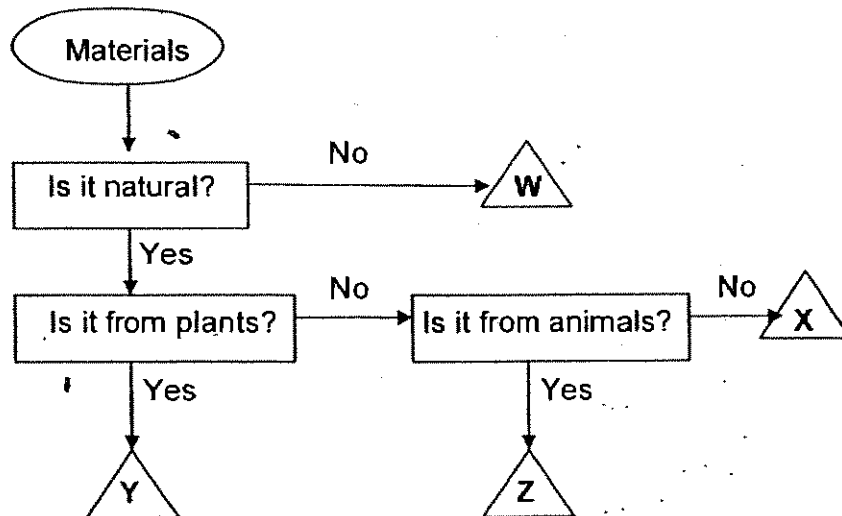 Materials
No
Is it natural?
W
Yes
No
No
Is it from plants?
Is it from animals?
X
Yes
Yes
Y
Z